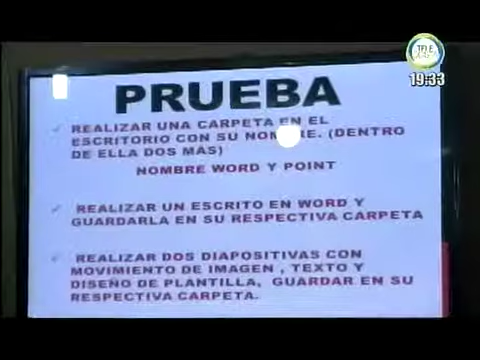 TELE
19:33
PRUEBA
✓ REALIZAR UNA CARPETA EN EL
ESCRITORIO CON SU NOMBRE. (DENTRO
DE ELLA DOS MAS)
NOMBRE WORD Y POINT
✓ REALIZAR UN ESCRITO EN WORD Y
GUARDARLA EN SU RESPECTIVA CARPETA
✓ REALIZAR DOS DIAPOSITIVAS CON
MOVIMIENTO DE IMAGEN , TEXTO Y
DISEÑO DE PLANTILLA, GUARDAR EN SU
RESPECTIVA CARPETA.